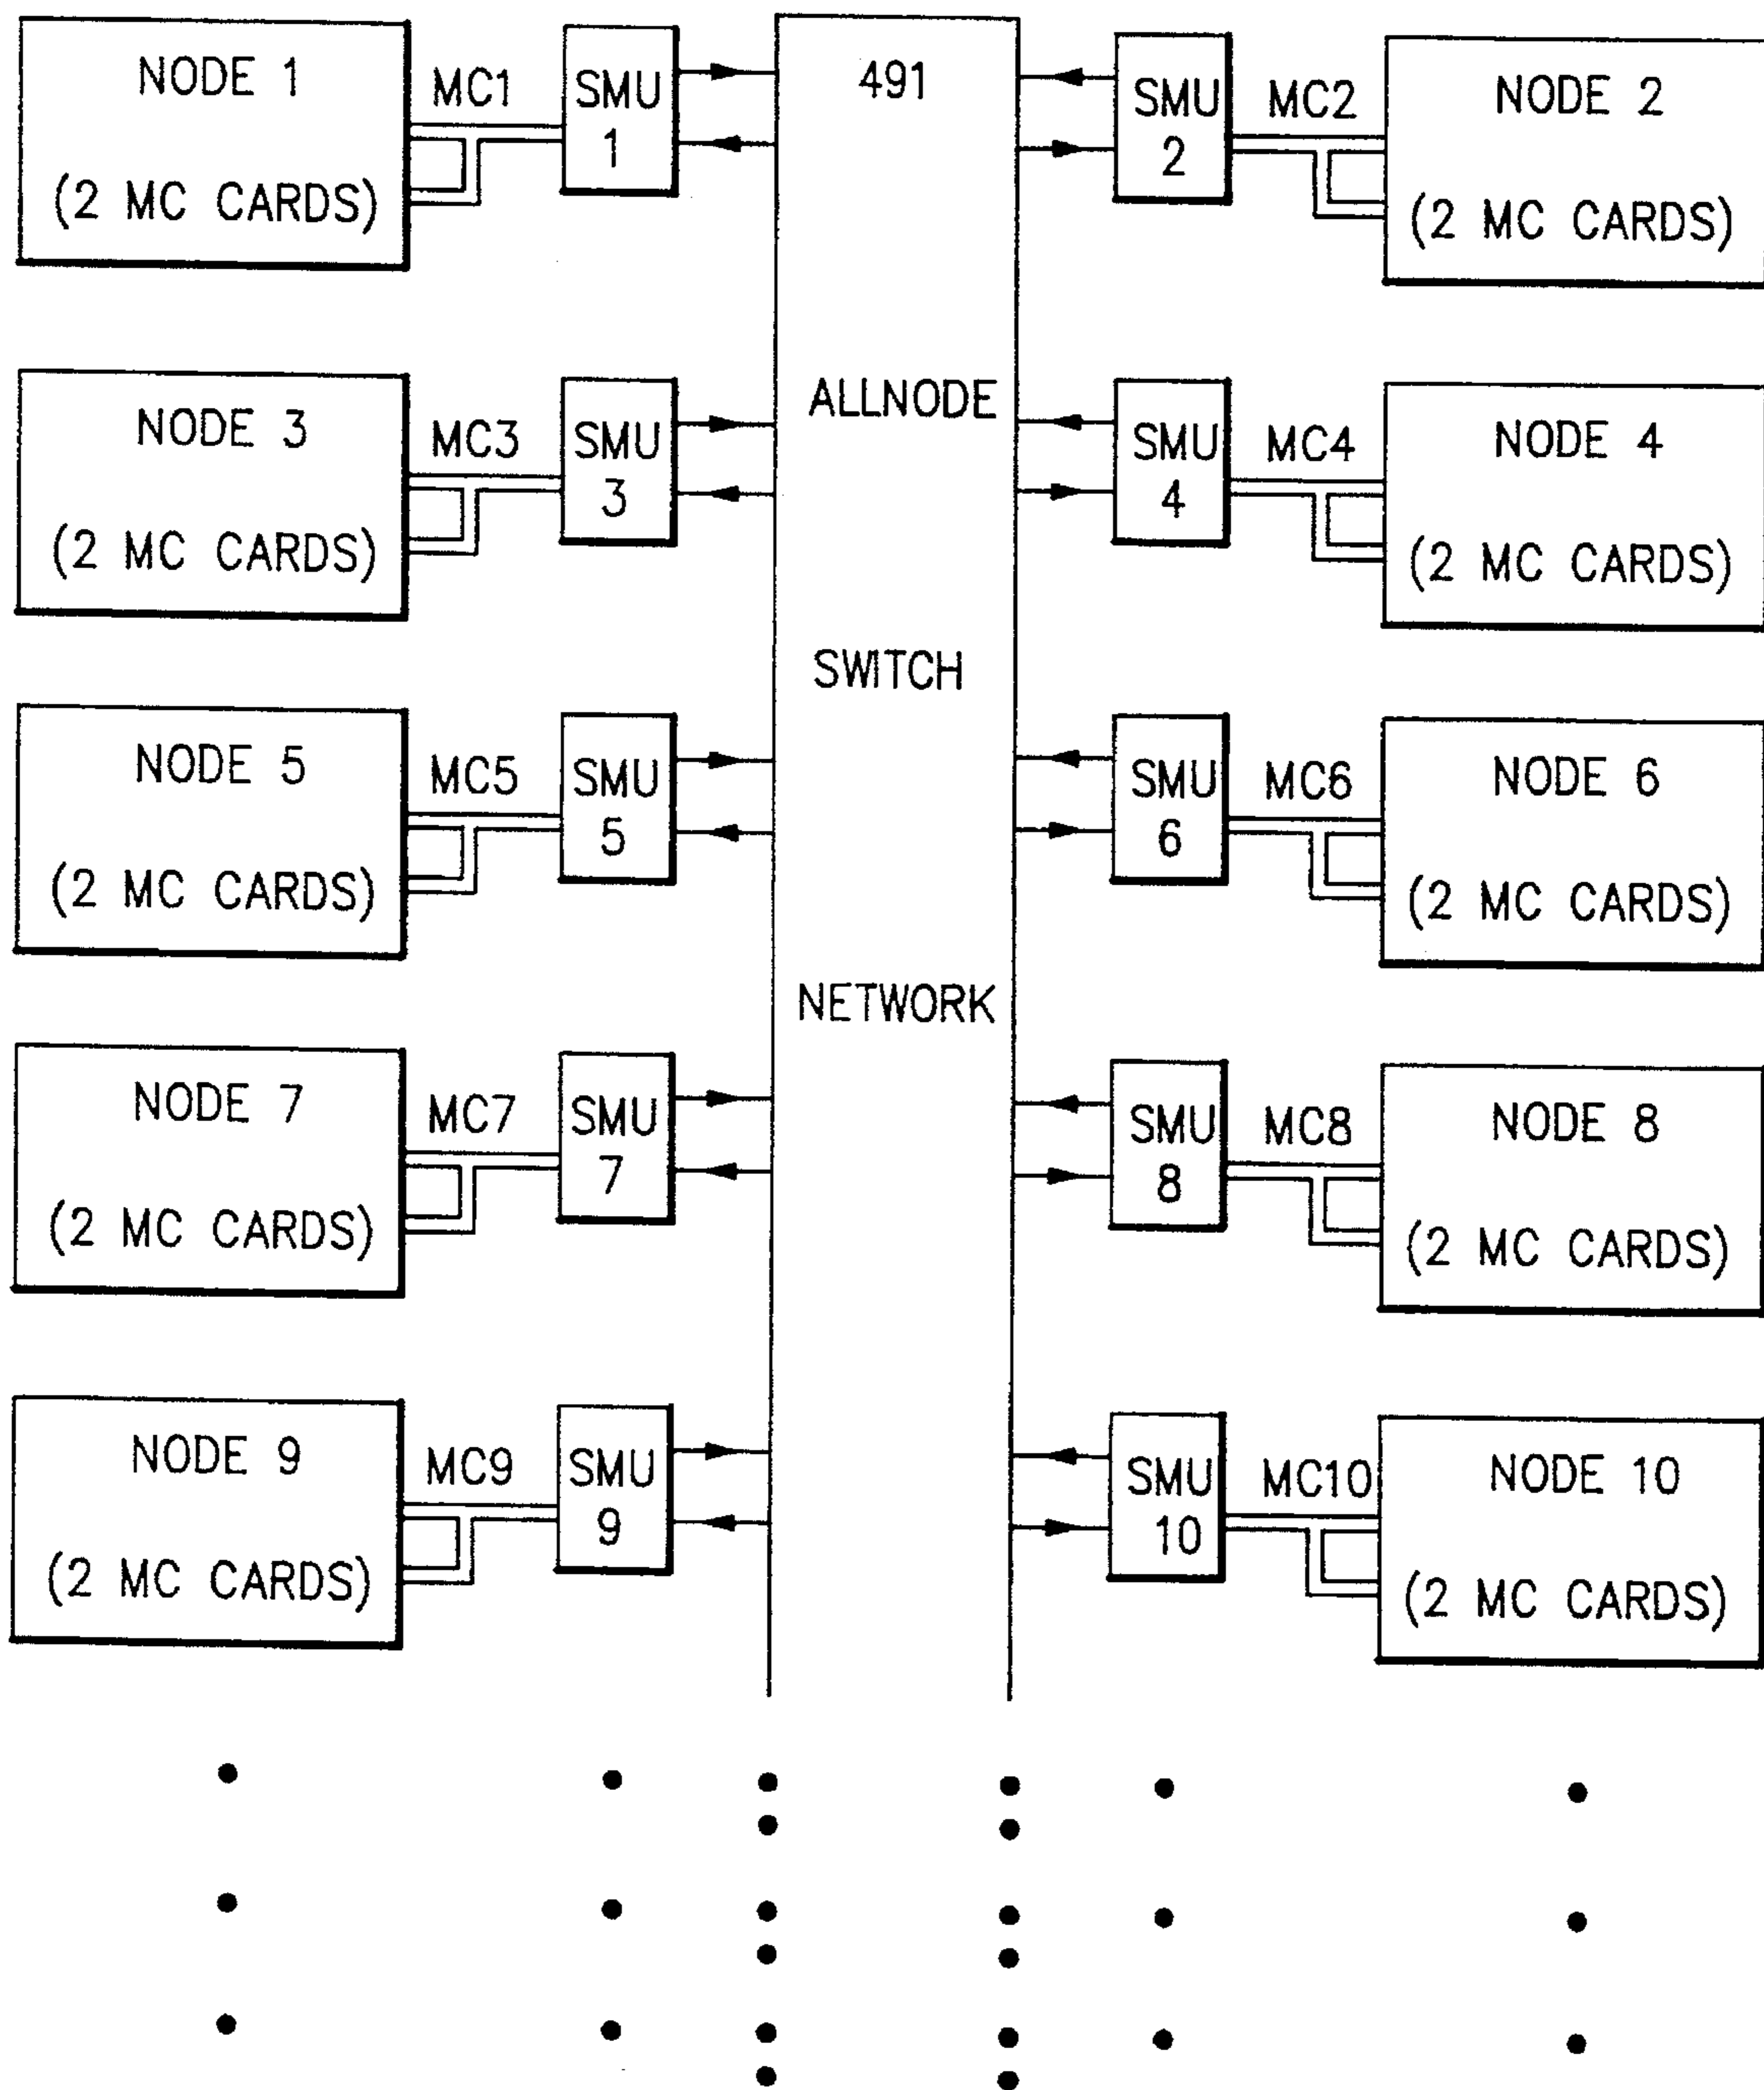 NODE 1
(2 MC CARDS)
MC1
SMU
1
491
SMU
2
MC2
NODE 2
(2 MC CARDS)
NODE 3
(2 MC CARDS)
MC3
SMU
3
ALLNODE
SMU
4
MC4
NODE 4
(2 MC CARDS)
SWITCH
NODE 5
(2 MC CARDS)
MC5
SMU
5
SMU
6
MC6
NODE 6
(2 MC CARDS)
NETWORK
NODE 7
(2 MC CARDS)
MC7
SMU
7
SMU
8
MC8
NODE 8
(2 MC CARDS)
NODE 9
(2 MC CARDS)
MC9
SMU
9
SMU
10
MC10
NODE 10
(2 MC CARDS)